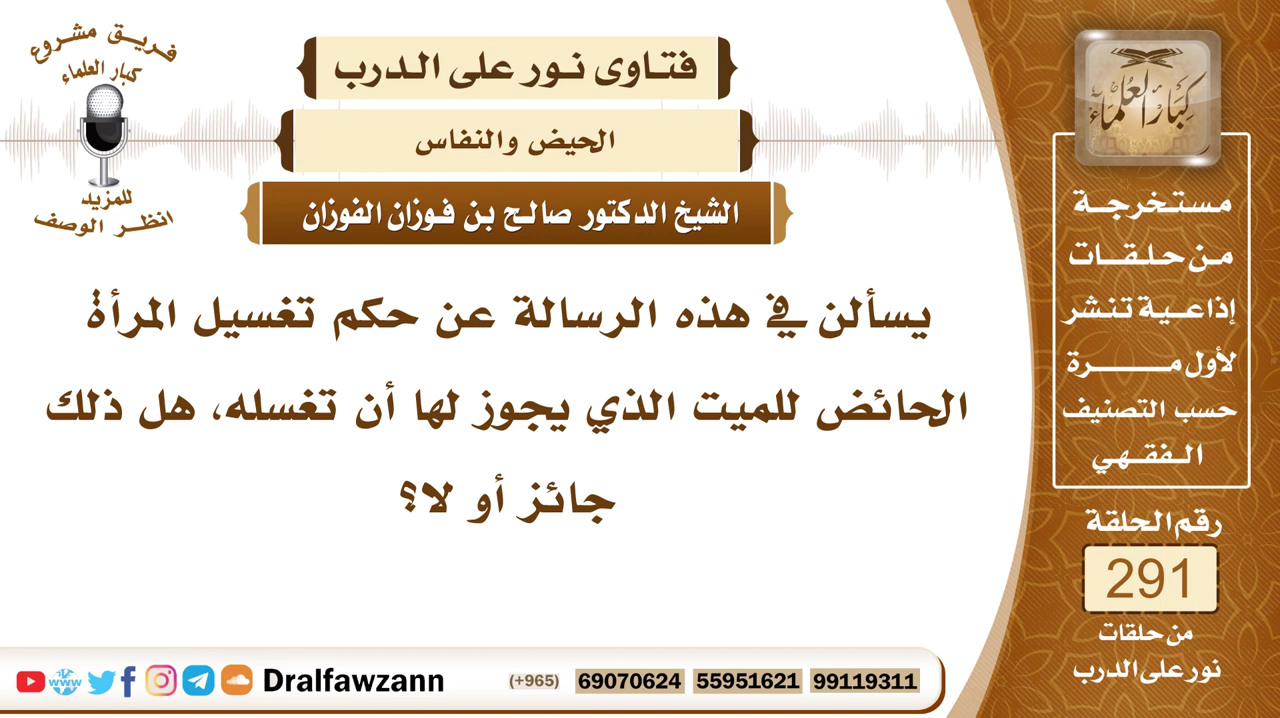 فريق مشروع
كبار العلماء
للمزيد
انظر الوصف
فتاوى نور على الدرب
الحيض والنفاس
الشيخ الدكتور صالح بن فوزان الفوزان
يسألن في هذه الرسالة عن حكم تغسيل المرأة
الحائض للميت الذي يجوز لها أن تغسله، هل ذلك
جائز أو لا؟
كبار العلماء
مستخرجة
من حلقات
إذاعية تنشر
لأول مرة
حسب التصنيف
الفقهي
رقم الحلقة
291
من حلقات
نور على الدرب
www Dralfawzann (+965) 69070624 55951621 99119311